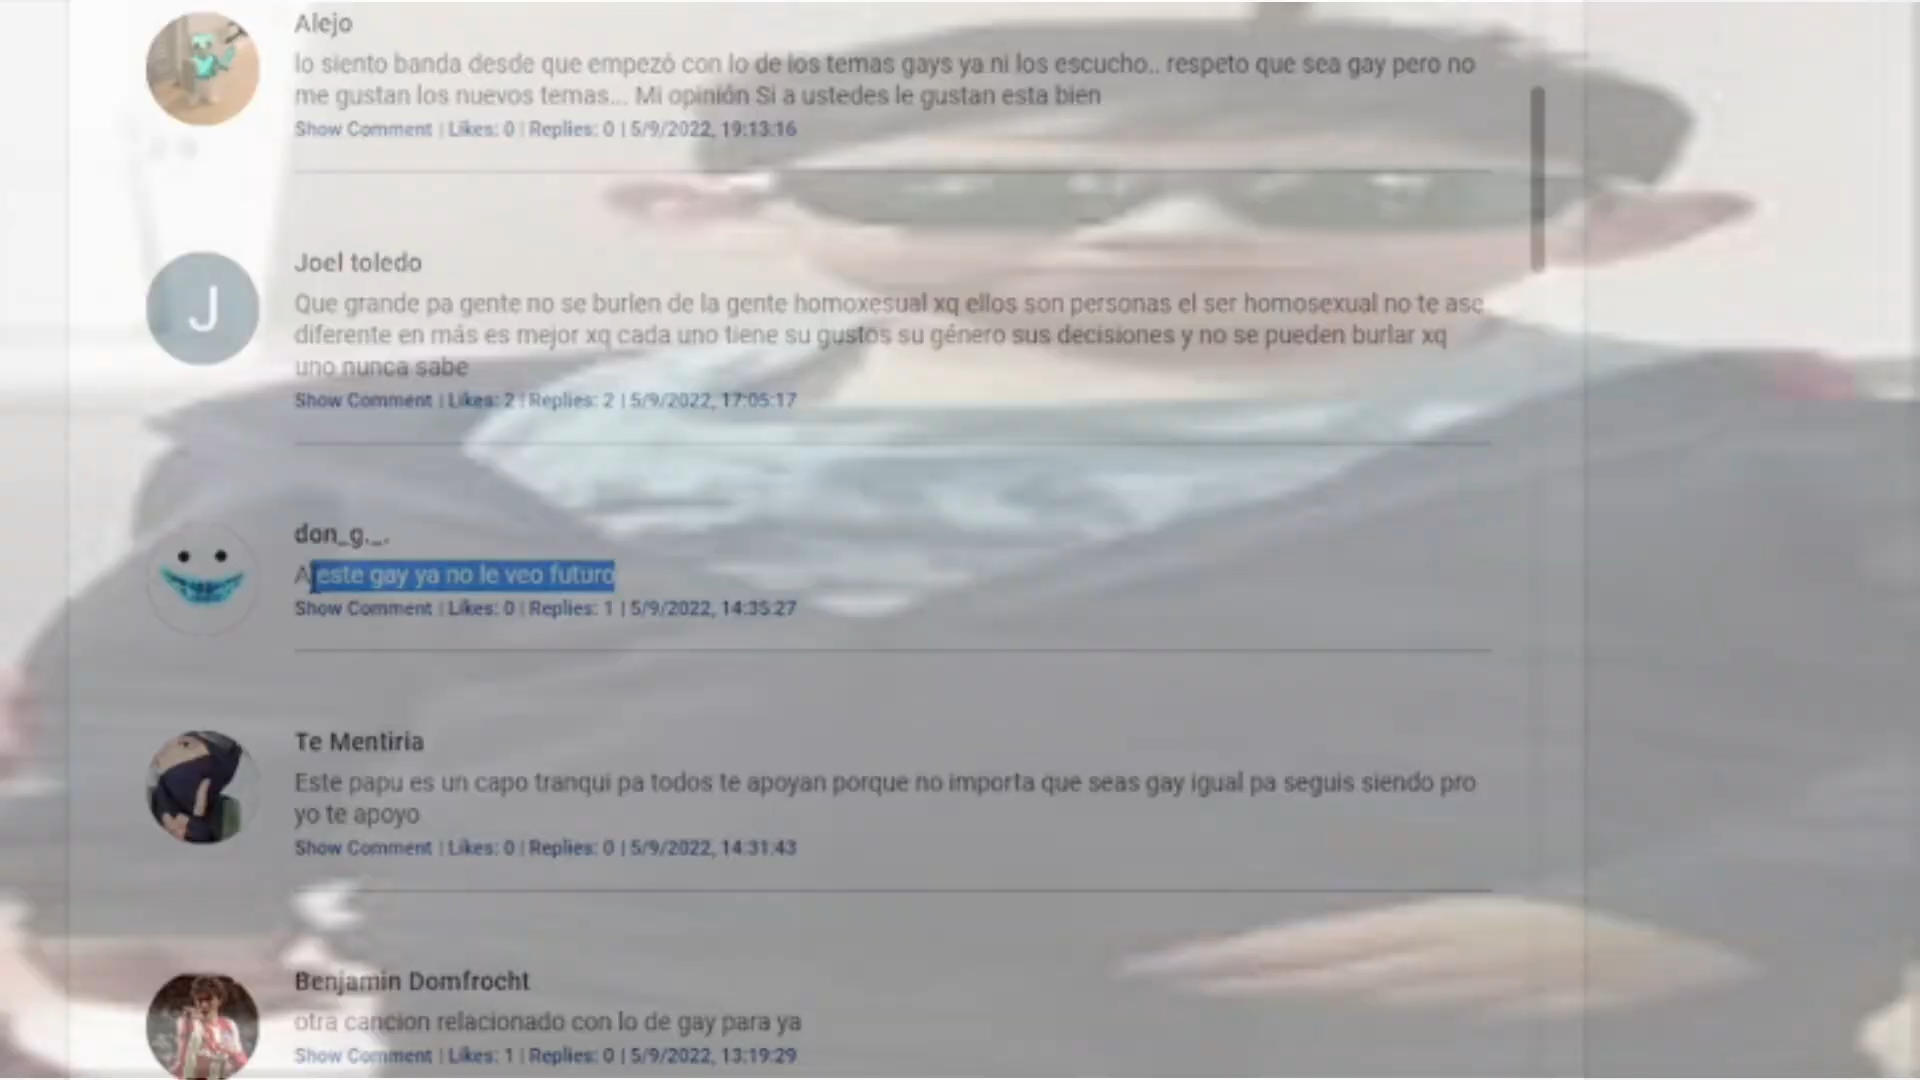 Alejo
lo siento banda desde que empezó con lo de los temas gays ya ni los escucho.. respeto que sea gay pero no
me gustan los nuevos temas... Mi opinión Si a ustedes le gustan esta bien
Show Comment | Likes: 0 | Replies: 0 | 5/9/2022, 19:13:16
J
Joel toledo
Que grande pa gente no se burlen de la gente homoxesual xq ellos son personas el ser homosexual no te ase
diferente en más es mejor xq cada uno tiene su gustos su género sus decisiones y no se pueden burlar xq
uno nunca sabe
Show Comment | Likes: 2 | Replies: 2 | 5/9/2022, 17:05:17
don_g._.
A este gay ya no le veo futuro
Show Comment | Likes: 0 | Replies: 1 | 5/9/2022, 14:35:27
Te Mentiria
Este papu es un capo tranqui pa todos te apoyan porque no importa que seas gay igual pa seguis siendo pro
yo te apoyo
Show Comment | Likes: 0 | Replies: 0 | 5/9/2022, 14:31:43
Benjamin Domfrocht
otra cancion relacionado con lo de gay para ya
Show Comment | Likes: 1 | Replies: 0 | 5/9/2022, 13:19:29